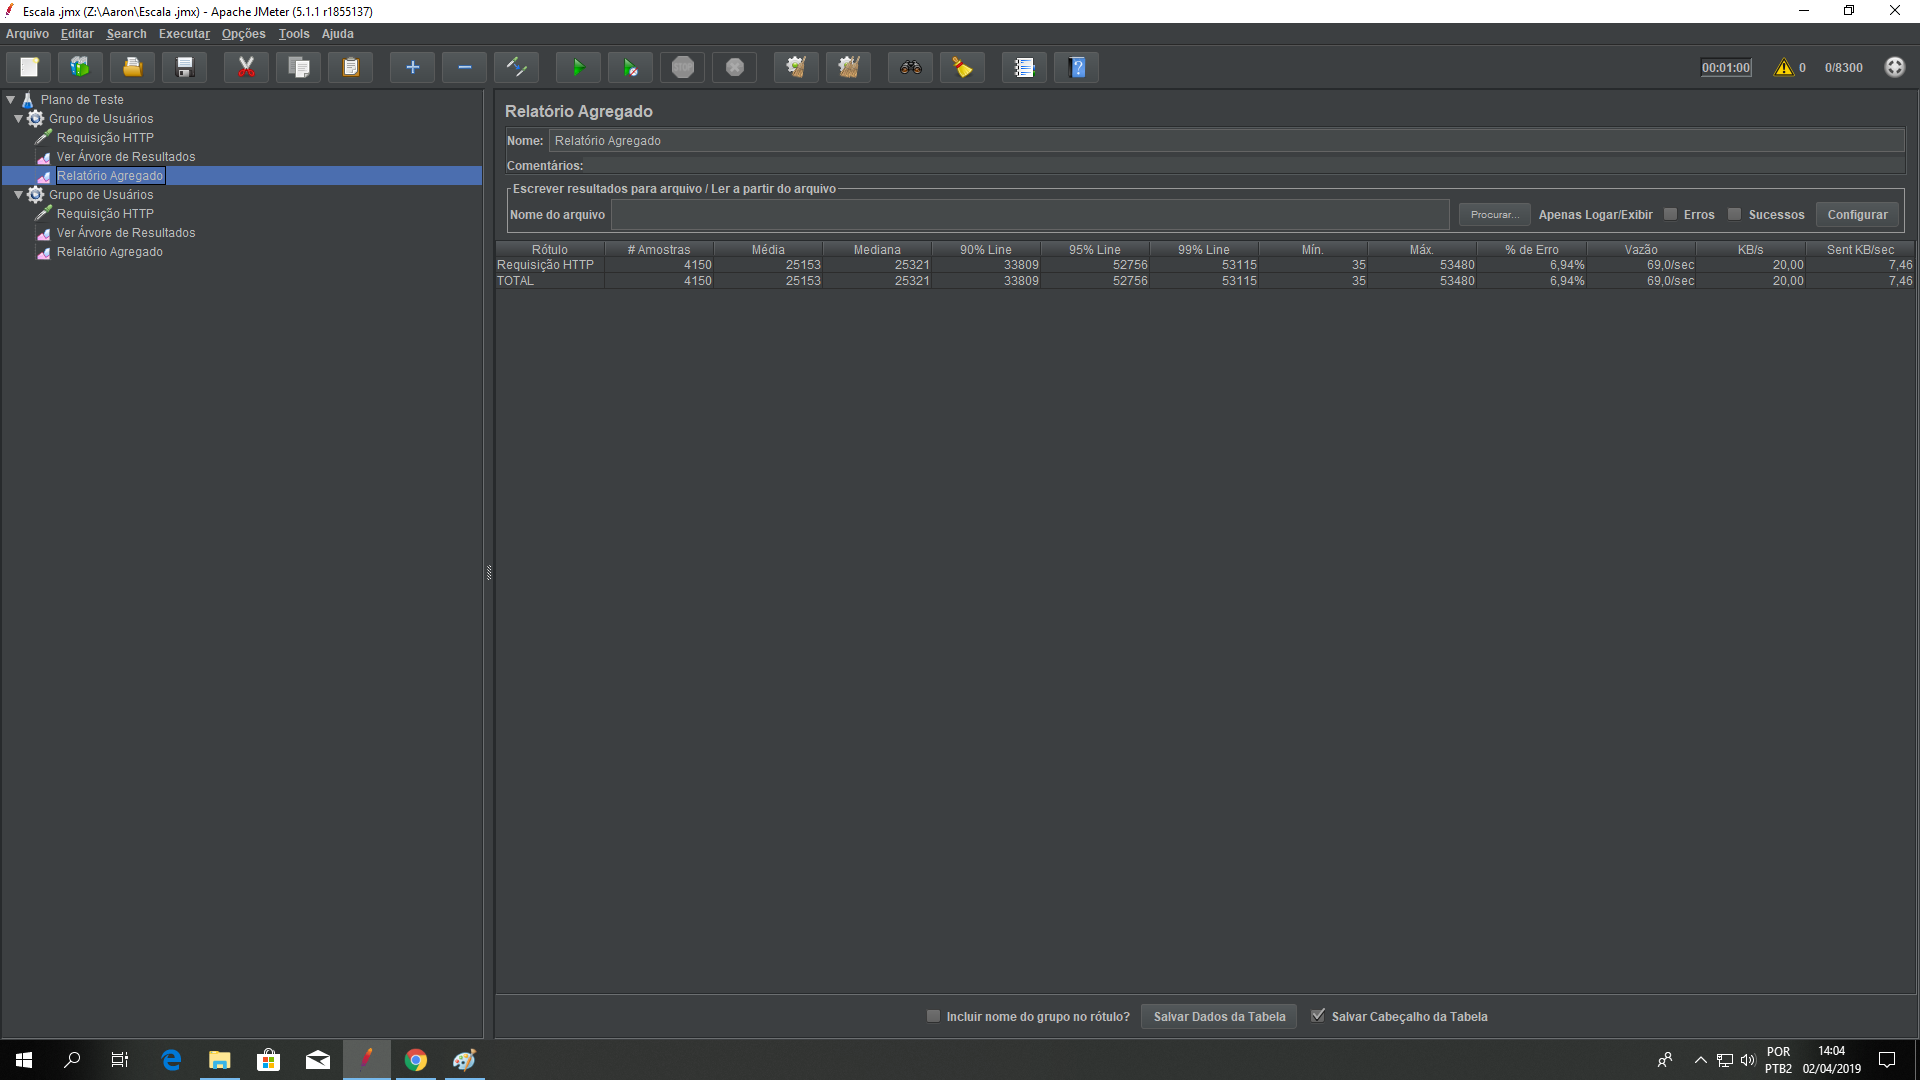 Escala .jmx (Z:\Aaron\Escala .jmx) - Apache JMeter (5.1.1 r1855137)
Arquivo Editar Search Executar Opções Tools Ajuda
STOP
00:01:00 0 0/8300
Plano de Teste
Grupo de Usuários
Requisição HTTP
Ver Árvore de Resultados
Relatório Agregado
Grupo de Usuários
Requisição HTTP
Ver Árvore de Resultados
Relatório Agregado
Relatório Agregado
Nome: Relatório Agregado
Comentários:
Escrever resultados para arquivo / Ler a partir do arquivo
Nome do arquivo Procurar... Apenas Logar/Exibir Erros Sucessos Configurar
Rótulo # Amostras Média Mediana 90% Line 95% Line 99% Line Mín. Máx. % de Erro Vazão KB/s Sent KB/sec
Requisição HTTP 4150 25153 25321 33809 52756 53115 35 53480 6,94% 69,0/sec 20,00 7,46
TOTAL 4150 25153 25321 33809 52756 53115 35 53480 6,94% 69,0/sec 20,00 7,46
Incluir nome do grupo no rótulo? Salvar Dados da Tabela Salvar Cabeçalho da Tabela
POR 14:04
PTB2 02/04/2019